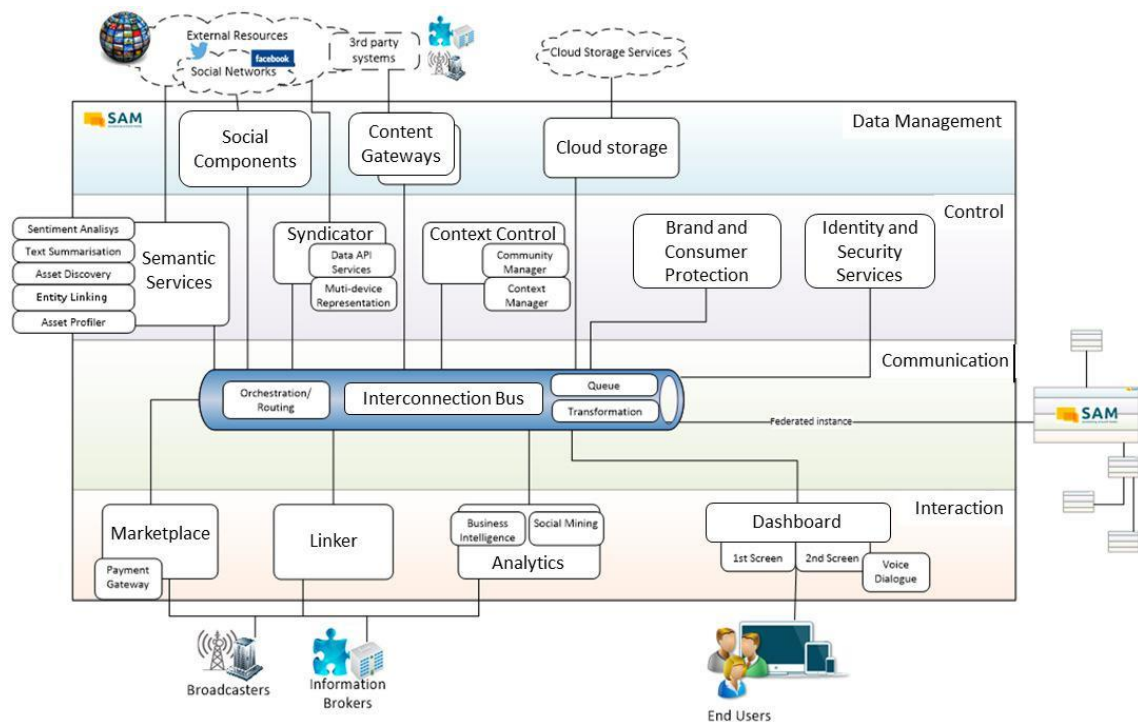 External Resources
facebook
Social Networks
3rd party
systems
Cloud Storage Services
SAM
Data Management
Social
Components
Content
Gateways
Cloud storage
Control
Sentiment Analisys
Text Summarisation
Asset Discovery
Entity Linking
Asset Profiler
Semantic
Services
Syndicator
Data API
Services
Muti-device
Representation
Context Control
Community
Manager
Context
Manager
Brand and
Consumer
Protection
Identity and
Security
Services
Communication
Orchestration/
Routing
Interconnection Bus
Queue
Transformation
Federated instance
SAM
Interaction
Marketplace
Payment
Gateway
Linker
Business
Intelligence
Social Mining
Analytics
Dashboard
1st Screen
2nd Screen
Voice
Dialogue
Broadcasters
Information
Brokers
End Users